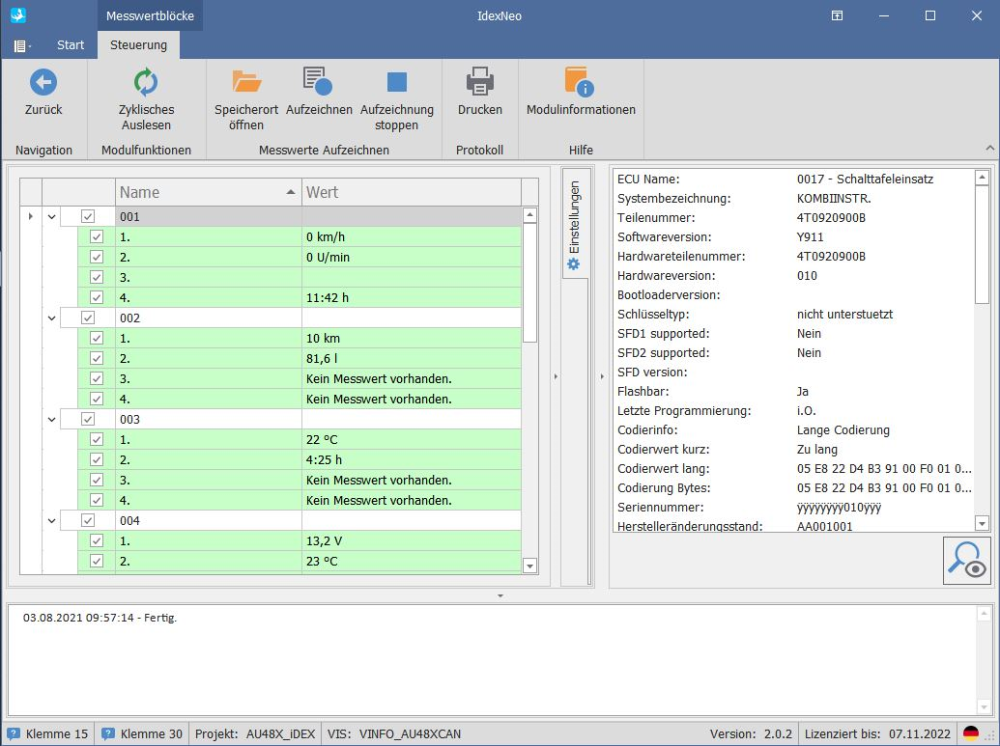 Messwertblöcke
IdexNeo
Start
Steuerung
Zurück
Zyklisches
Auslesen
Speicherort
öffnen
Aufzeichnen
Aufzeichnung
stoppen
Drucken
Modulinformationen
Navigation
Modulfunktionen
Messwerte Aufzeichnen
Protokoll
Hilfe
Name Wert
001
1. 0 km/h
2. 0 U/min
3.
4. 11:42 h
002
1. 10 km
2. 81,6 l
3. Kein Messwert vorhanden.
4. Kein Messwert vorhanden.
003
1. 22 °C
2. 4:25 h
3. Kein Messwert vorhanden.
4. Kein Messwert vorhanden.
004
1. 13,2 V
2. 23 °C
Einstellungen
ECU Name: 0017 - Schalttafeleinsatz
Systembezeichnung: KOMBIINSTR.
Teilenummer: 4T0920900B
Softwareversion: Y911
Hardwareteilenummer: 4T0920900B
Hardwareversion: 010
Bootloaderversion:
Schlüsseltyp: nicht unterstuetzt
SFD1 supported: Nein
SFD2 supported: Nein
SFD version:
Flashbar: Ja
Letzte Programmierung: i.O.
Codierinfo: Lange Codierung
Codierwert kurz: Zu lang
Codierwert lang: 05 E8 22 D4 B3 91 00 F0 01 0...
Codierung Bytes: 05 E8 22 D4 B3 91 00 F0 01 0...
Seriennummer: ÿÿÿÿÿÿÿÿ010ÿÿÿ
Herstelleränderungsstand: AA001001
03.08.2021 09:57:14 - Fertig.
Klemme 15 Klemme 30 Projekt: AU48X_iDEX VIS: VINFO_AU48XCAN Version: 2.0.2 Lizenziert bis: 07.11.2022